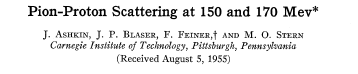 Pion-Proton Scattering at 150 and 170 Mev*
J. ASHKIN, J. P. BLASER, F. FEINER,† AND M. O. STERN
Carnegie Institute of Technology, Pittsburgh, Pennsylvania
(Received August 5, 1955)